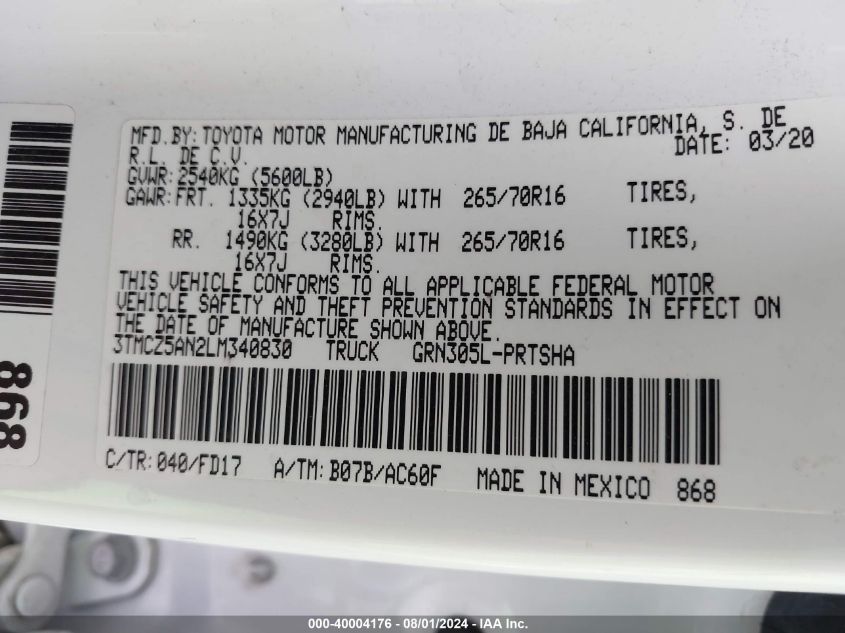 MFD.BY:TOYOTA MOTOR MANUFACTURING DE BAJA CALIFORNIA, S. DE
R.L. DE C.V. DATE: 03/20
GVWR:2540KG (5600LB)
GAWR:FRT. 1335KG (2940LB) WITH 265/70R16 TIRES,
16X7J RIMS.
RR. 1490KG (3280LB) WITH 265/70R16 TIRES,
16X7J RIMS.
THIS VEHICLE CONFORMS TO ALL APPLICABLE FEDERAL MOTOR
VEHICLE SAFETY AND THEFT PREVENTION STANDARDS IN EFFECT ON
THE DATE OF MANUFACTURE SHOWN ABOVE.
3TMCZ5AN2LM340830 TRUCK GRN305L-PRTSHA
C/TR:040/FD17 A/TM:B07B/AC60F MADE IN MEXICO 868
868
000-40004176 - 08/01/2024 - IAA Inc.